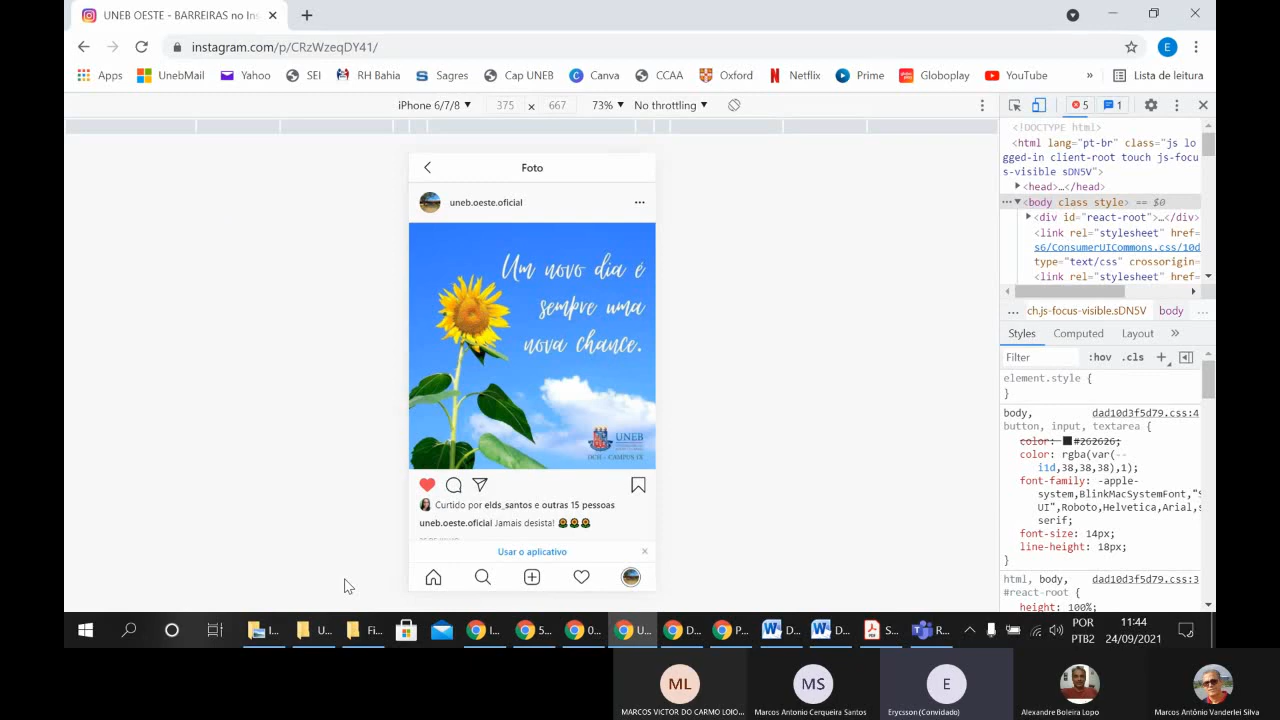 UNEB OESTE - BARREIRAS no Ins
instagram.com/p/CRzWzeqDY41/
E
Apps UnebMail Yahoo SEI RH Bahia Sagres Cap UNEB Canva CCAA Oxford Netflix Prime Globoplay YouTube » Lista de leitura
iPhone 6/7/8 375 x 667 73% No throttling
5 1
<!DOCTYPE html>
<html lang="pt-br" class="js lo
gged-in client-root touch js-focu
s-visible sDN5V">
<head>…</head>
<body class style> == $0
<div id="react-root">…</div>
<link rel="stylesheet" href=
s6/ConsumerUICommons.css/10d
type="text/css" crossorigin=
<link rel="stylesheet" href=
... ch.js-focus-visible.sDN5V body ...
Styles Computed Layout »
Filter :hov .cls +
element.style {
}
body, dad10d3f5d79.css:4
button, input, textarea {
color: #262626;
color: rgba(var(--
i1d,38,38,38),1);
font-family: -apple-
system,BlinkMacSystemFont,"S
UI",Roboto,Helvetica,Arial,s
serif;
font-size: 14px;
line-height: 18px;
}
html, body, dad10d3f5d79.css:3
#react-root {
height: 100%;
Foto
uneb.oeste.oficial
Um novo dia é
sempre uma
nova chance.
UNEB
DCH - CAMPUS IX
Curtido por elds_santos e outras 15 pessoas
uneb.oeste.oficial Jamais desista!
Usar o aplicativo
I... U... Fi... I... 5... 0... U... D... P... D... D... S... R...
POR 11:44
PTB2 24/09/2021
ML MS E
MARCOS VICTOR DO CARMO LOIO... Marcos Antonio Cerqueira Santos Erycsson (Convidado) Alexandre Boleira Lopo Marcos Antônio Vanderlei Silva